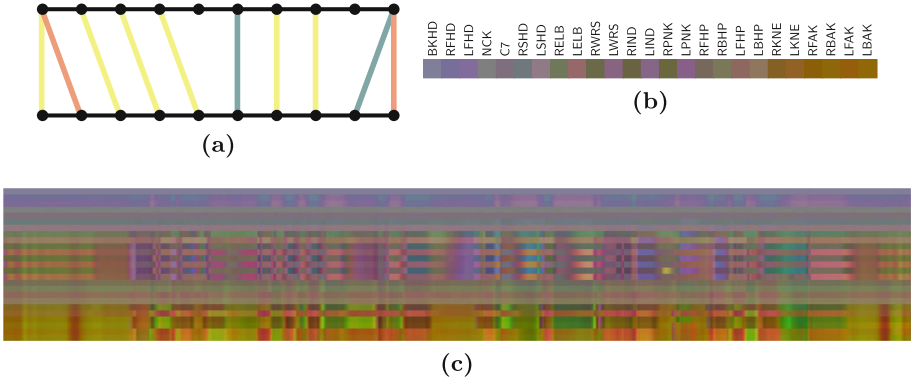 (a)
BKHD RFHD LFHD NCK C7 RSHD LSHD RELB LELB RWRS LWRS RIND LIND RPNK LPNK RFHP RBHP LFHP LBHP RKNE LKNE RFAK RBAK LFAK LBAK
(b)
(c)